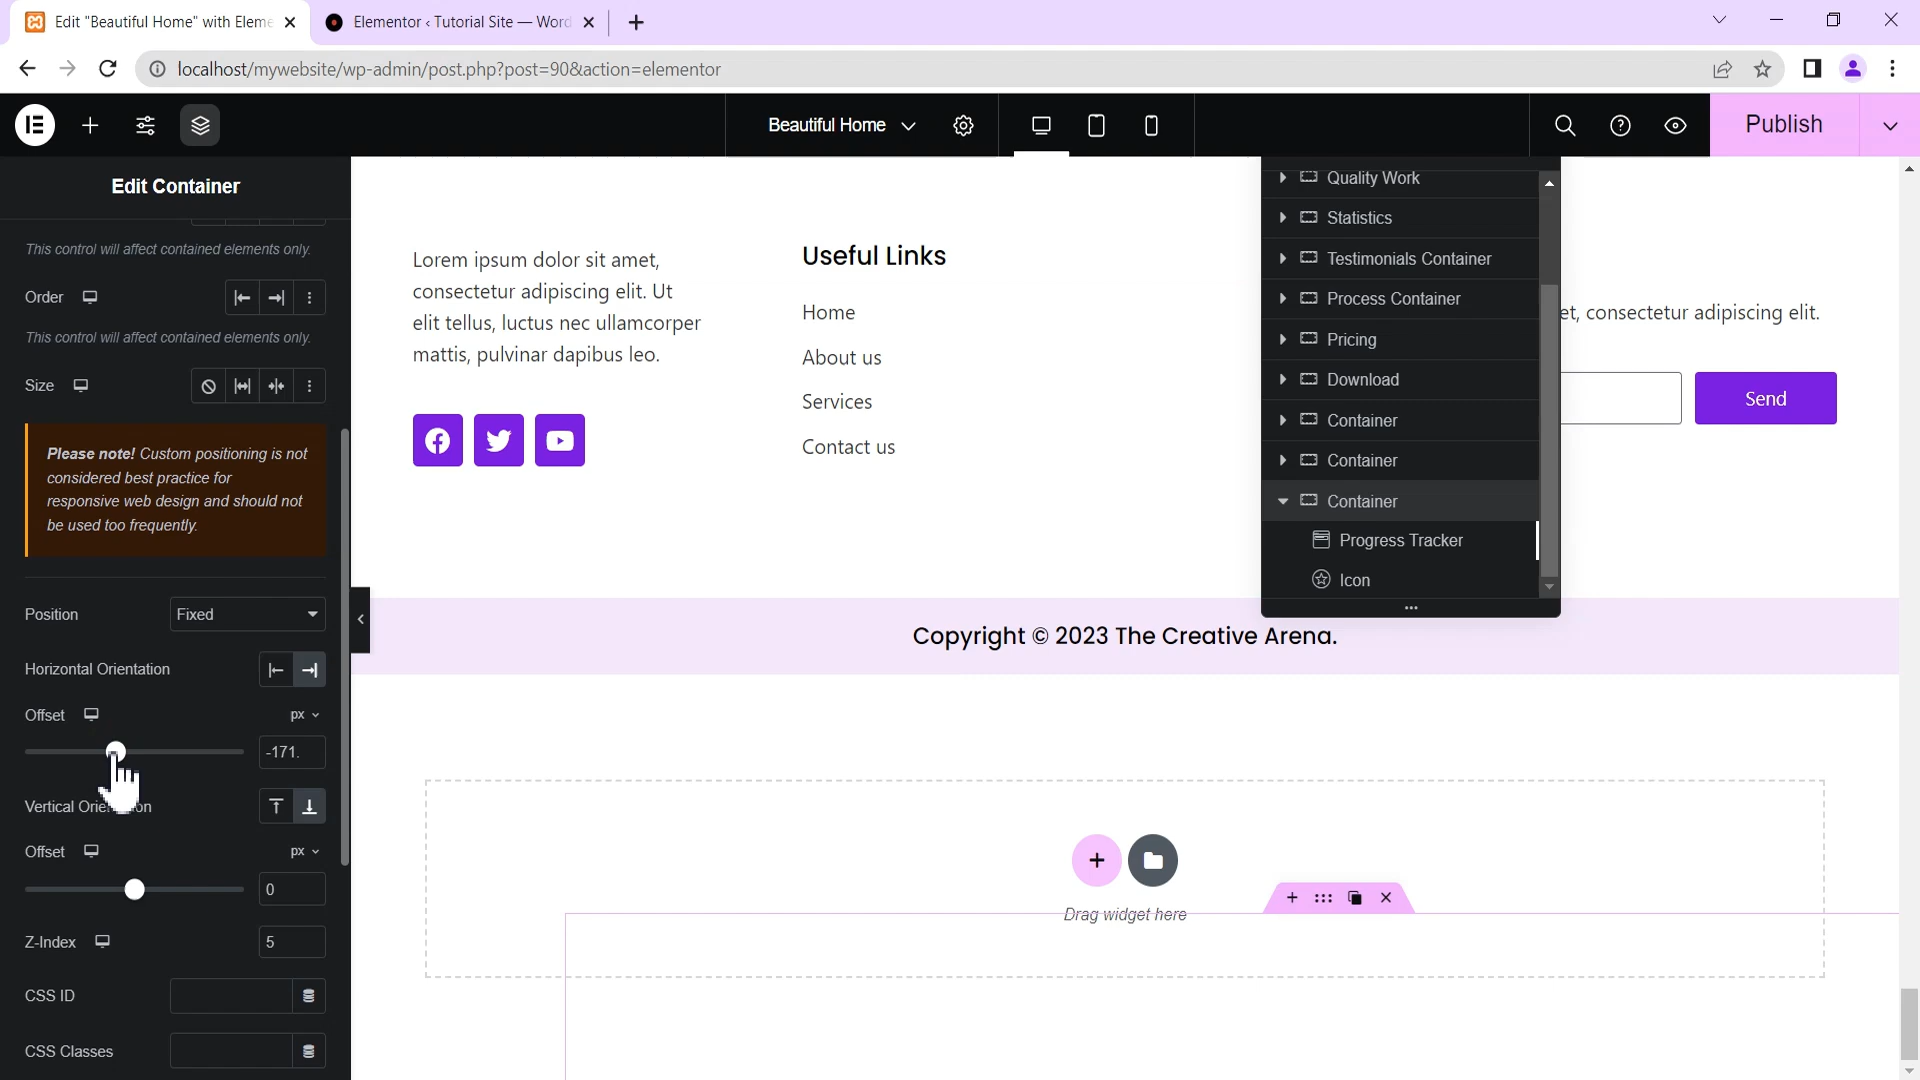 Edit "Beautiful Home" with Eleme
Elementor ‹ Tutorial Site — Word
localhost/mywebsite/wp-admin/post.php?post=90&action=elementor
Beautiful Home
Publish
Edit Container
This control will affect contained elements only.
Order
This control will affect contained elements only.
Size
Please note! Custom positioning is not
considered best practice for
responsive web design and should not
be used too frequently.
Position
Fixed
Horizontal Orientation
Offset
px
-171.
Vertical Orie
on
Offset
px
0
Z-Index
5
CSS ID
CSS Classes
Lorem ipsum dolor sit amet,
consectetur adipiscing elit. Ut
elit tellus, luctus nec ullamcorper
mattis, pulvinar dapibus leo.
Useful Links
Home
About us
Services
Contact us
Quality Work
Statistics
Testimonials Container
Process Container
Pricing
Download
Container
Container
Container
Progress Tracker
Icon
et, consectetur adipiscing elit.
Send
Copyright © 2023 The Creative Arena.
Drag widget here